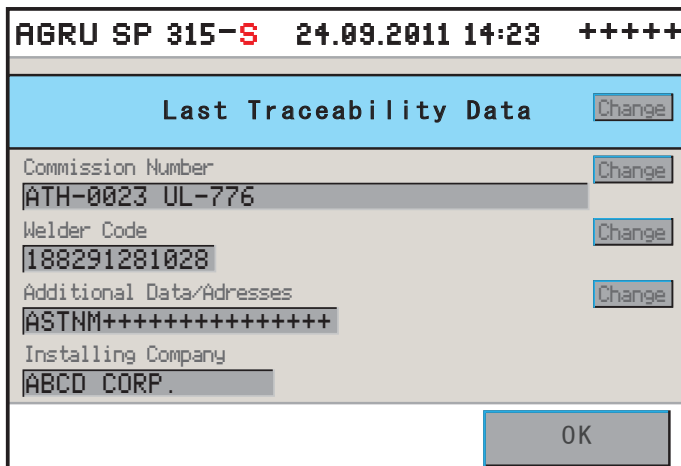 AGRU SP 315-S 24.09.2011 14:23 +++++
Last Traceability Data Change
Commission Number Change
ATH-0023 UL-776
Welder Code Change
188291281028
Additional Data/Adresses Change
ASTNM+++++++++++++++
Installing Company
ABCD CORP.
OK